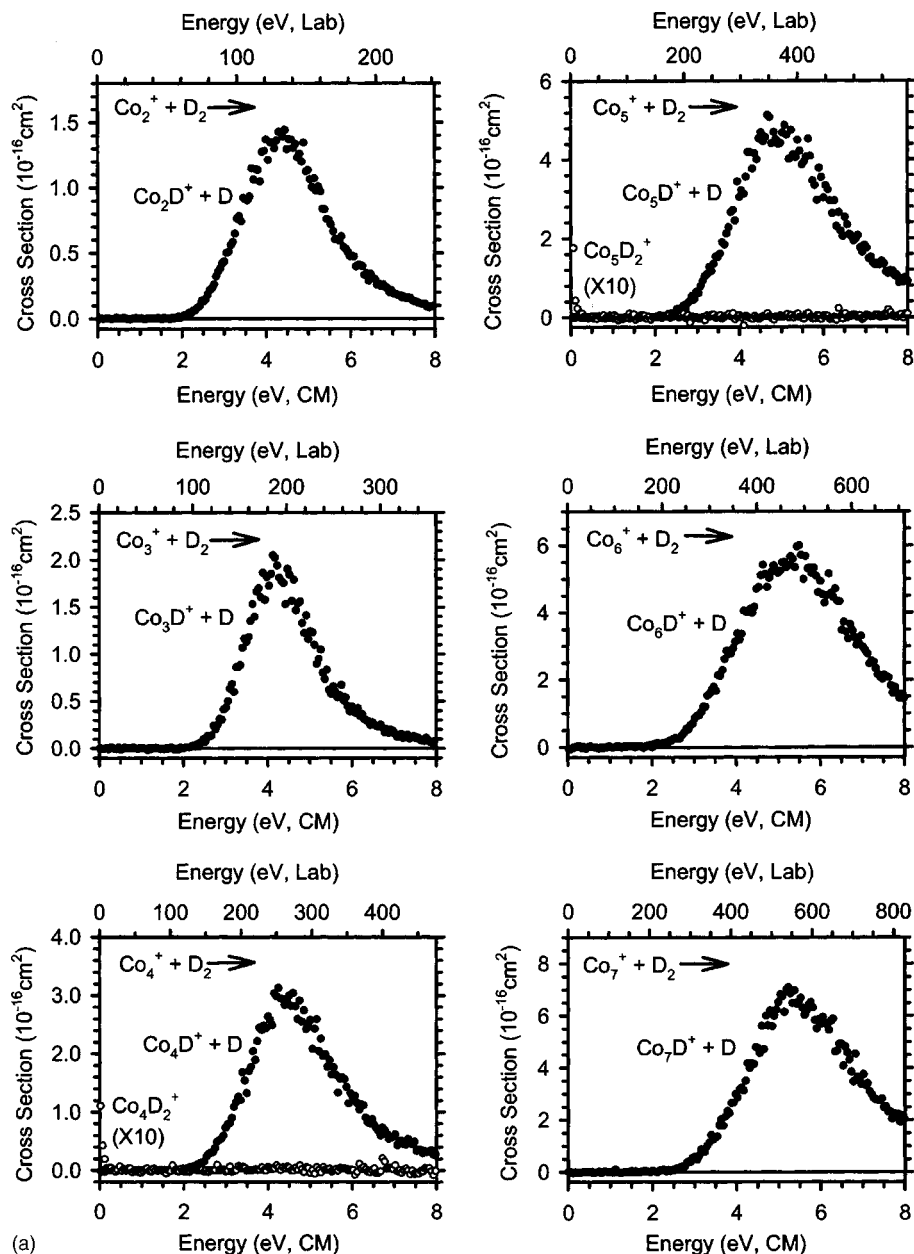 Energy (eV, Lab)
0 100 200
Cross Section (10⁻¹⁶cm²)
1.5
1.0
0.5
0.0
Co₂⁺ + D₂ →
Co₂D⁺ + D
0 2 4 6 8
Energy (eV, CM)
Energy (eV, Lab)
0 200 400
Cross Section (10⁻¹⁶cm²)
6
4
2
0
Co₅⁺ + D₂ →
Co₅D⁺ + D
Co₅D₂⁺
(X10)
0 2 4 6 8
Energy (eV, CM)
Energy (eV, Lab)
0 100 200 300
Cross Section (10⁻¹⁶cm²)
2.5
2.0
1.5
1.0
0.5
0.0
Co₃⁺ + D₂ →
Co₃D⁺ + D
0 2 4 6 8
Energy (eV, CM)
Energy (eV, Lab)
0 200 400 600
Cross Section (10⁻¹⁶cm²)
6
4
2
0
Co₆⁺ + D₂ →
Co₆D⁺ + D
0 2 4 6 8
Energy (eV, CM)
Energy (eV, Lab)
0 100 200 300 400
Cross Section (10⁻¹⁶cm²)
4.0
3.0
2.0
1.0
0.0
Co₄⁺ + D₂ →
Co₄D⁺ + D
Co₄D₂⁺
(X10)
0 2 4 6 8
Energy (eV, CM)
Energy (eV, Lab)
0 200 400 600 800
Cross Section (10⁻¹⁶cm²)
8
6
4
2
0
Co₇⁺ + D₂ →
Co₇D⁺ + D
0 2 4 6 8
Energy (eV, CM)
(a)